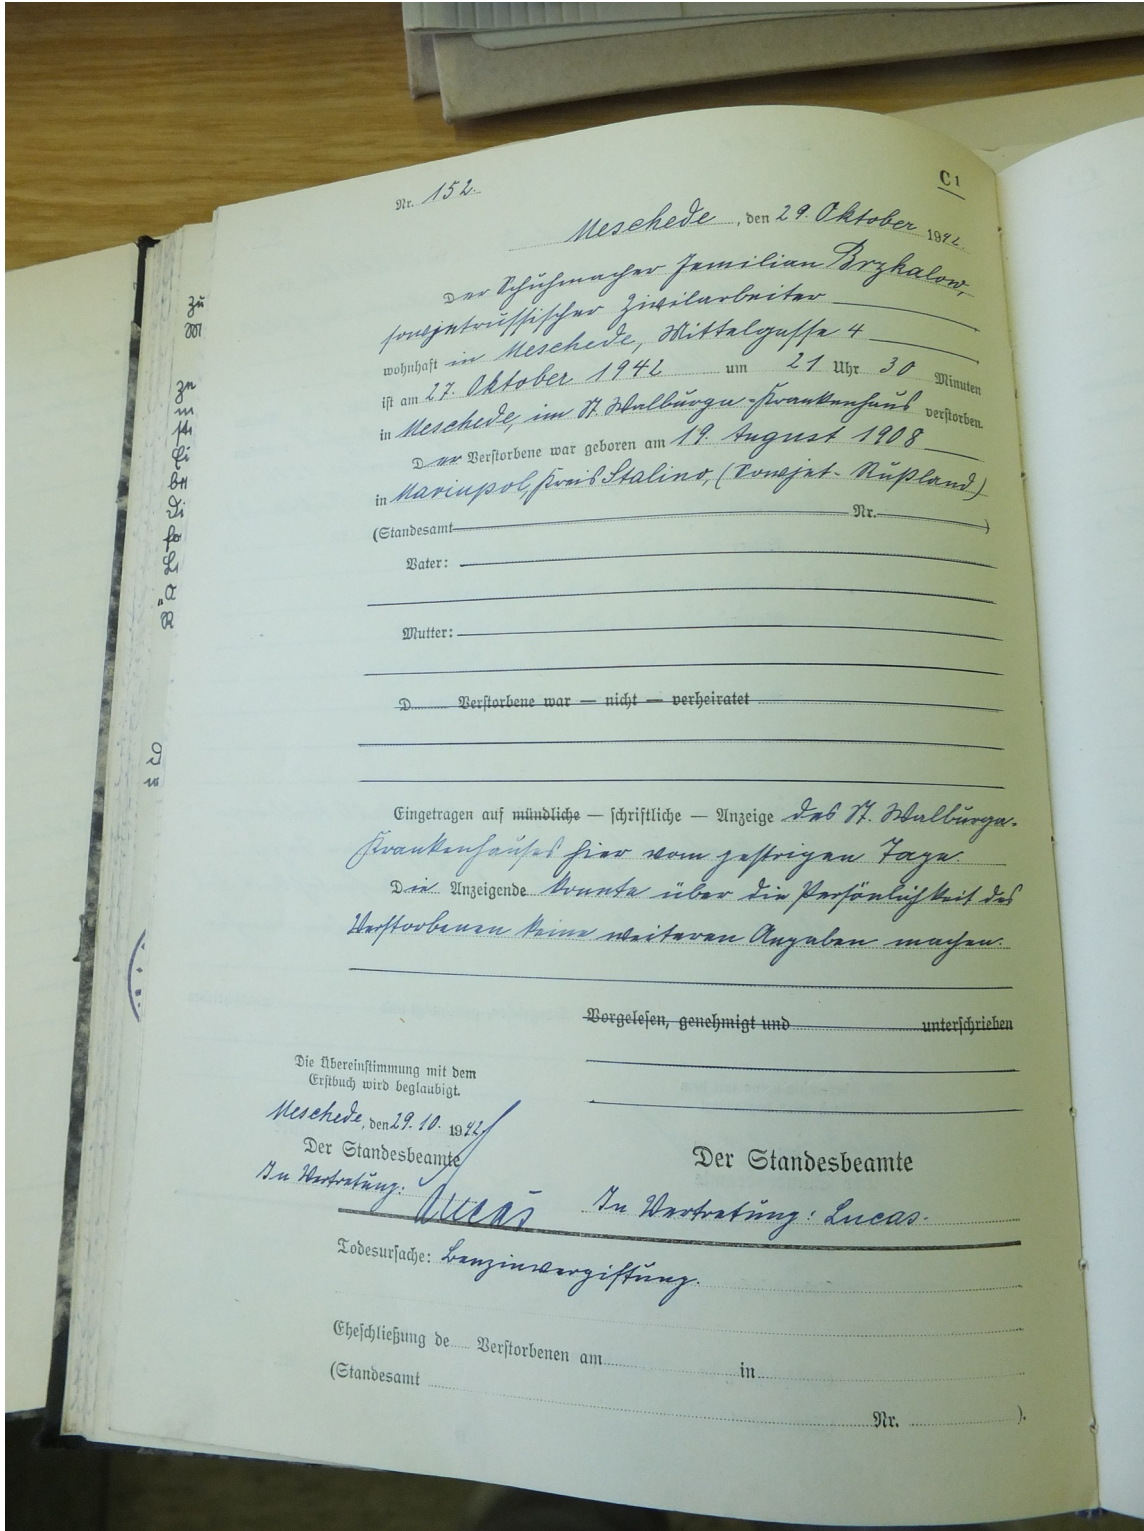 C1
Nr. 152.
Meschede, den 29. Oktober 1942.
Der Schuhmacher Jemilian Brzkalow,
sowjetrussischer Zivilarbeiter
wohnhaft in Meschede, Mittelgasse 4
ist am 27. Oktober 1942 um 21 Uhr 30 Minuten
in Meschede, im St. Walburga-Krankenhaus verstorben.
Der Verstorbene war geboren am 19. August 1908
in Mariupol, Kreis Stalino, (Sowjet-Rußland)
(Standesamt Nr. )
Vater:
Mutter:
D Verstorbene war — nicht — verheiratet
Eingetragen auf mündliche — schriftliche — Anzeige des St. Walburga-
Krankenhauses hier vom gestrigen Tage.
Die Anzeigende konnte über die Persönlichkeit des
Verstorbenen keine weiteren Angaben machen.
Vorgelesen, genehmigt und unterschrieben
Die Übereinstimmung mit dem
Erstbuch wird beglaubigt.
Meschede, den 29. 10. 1942
Der Standesbeamte
In Vertretung:
Lucas
Der Standesbeamte
In Vertretung: Lucas.
Todesursache: Benzinvergiftung.
Eheschließung de Verstorbenen am in
(Standesamt Nr. ).